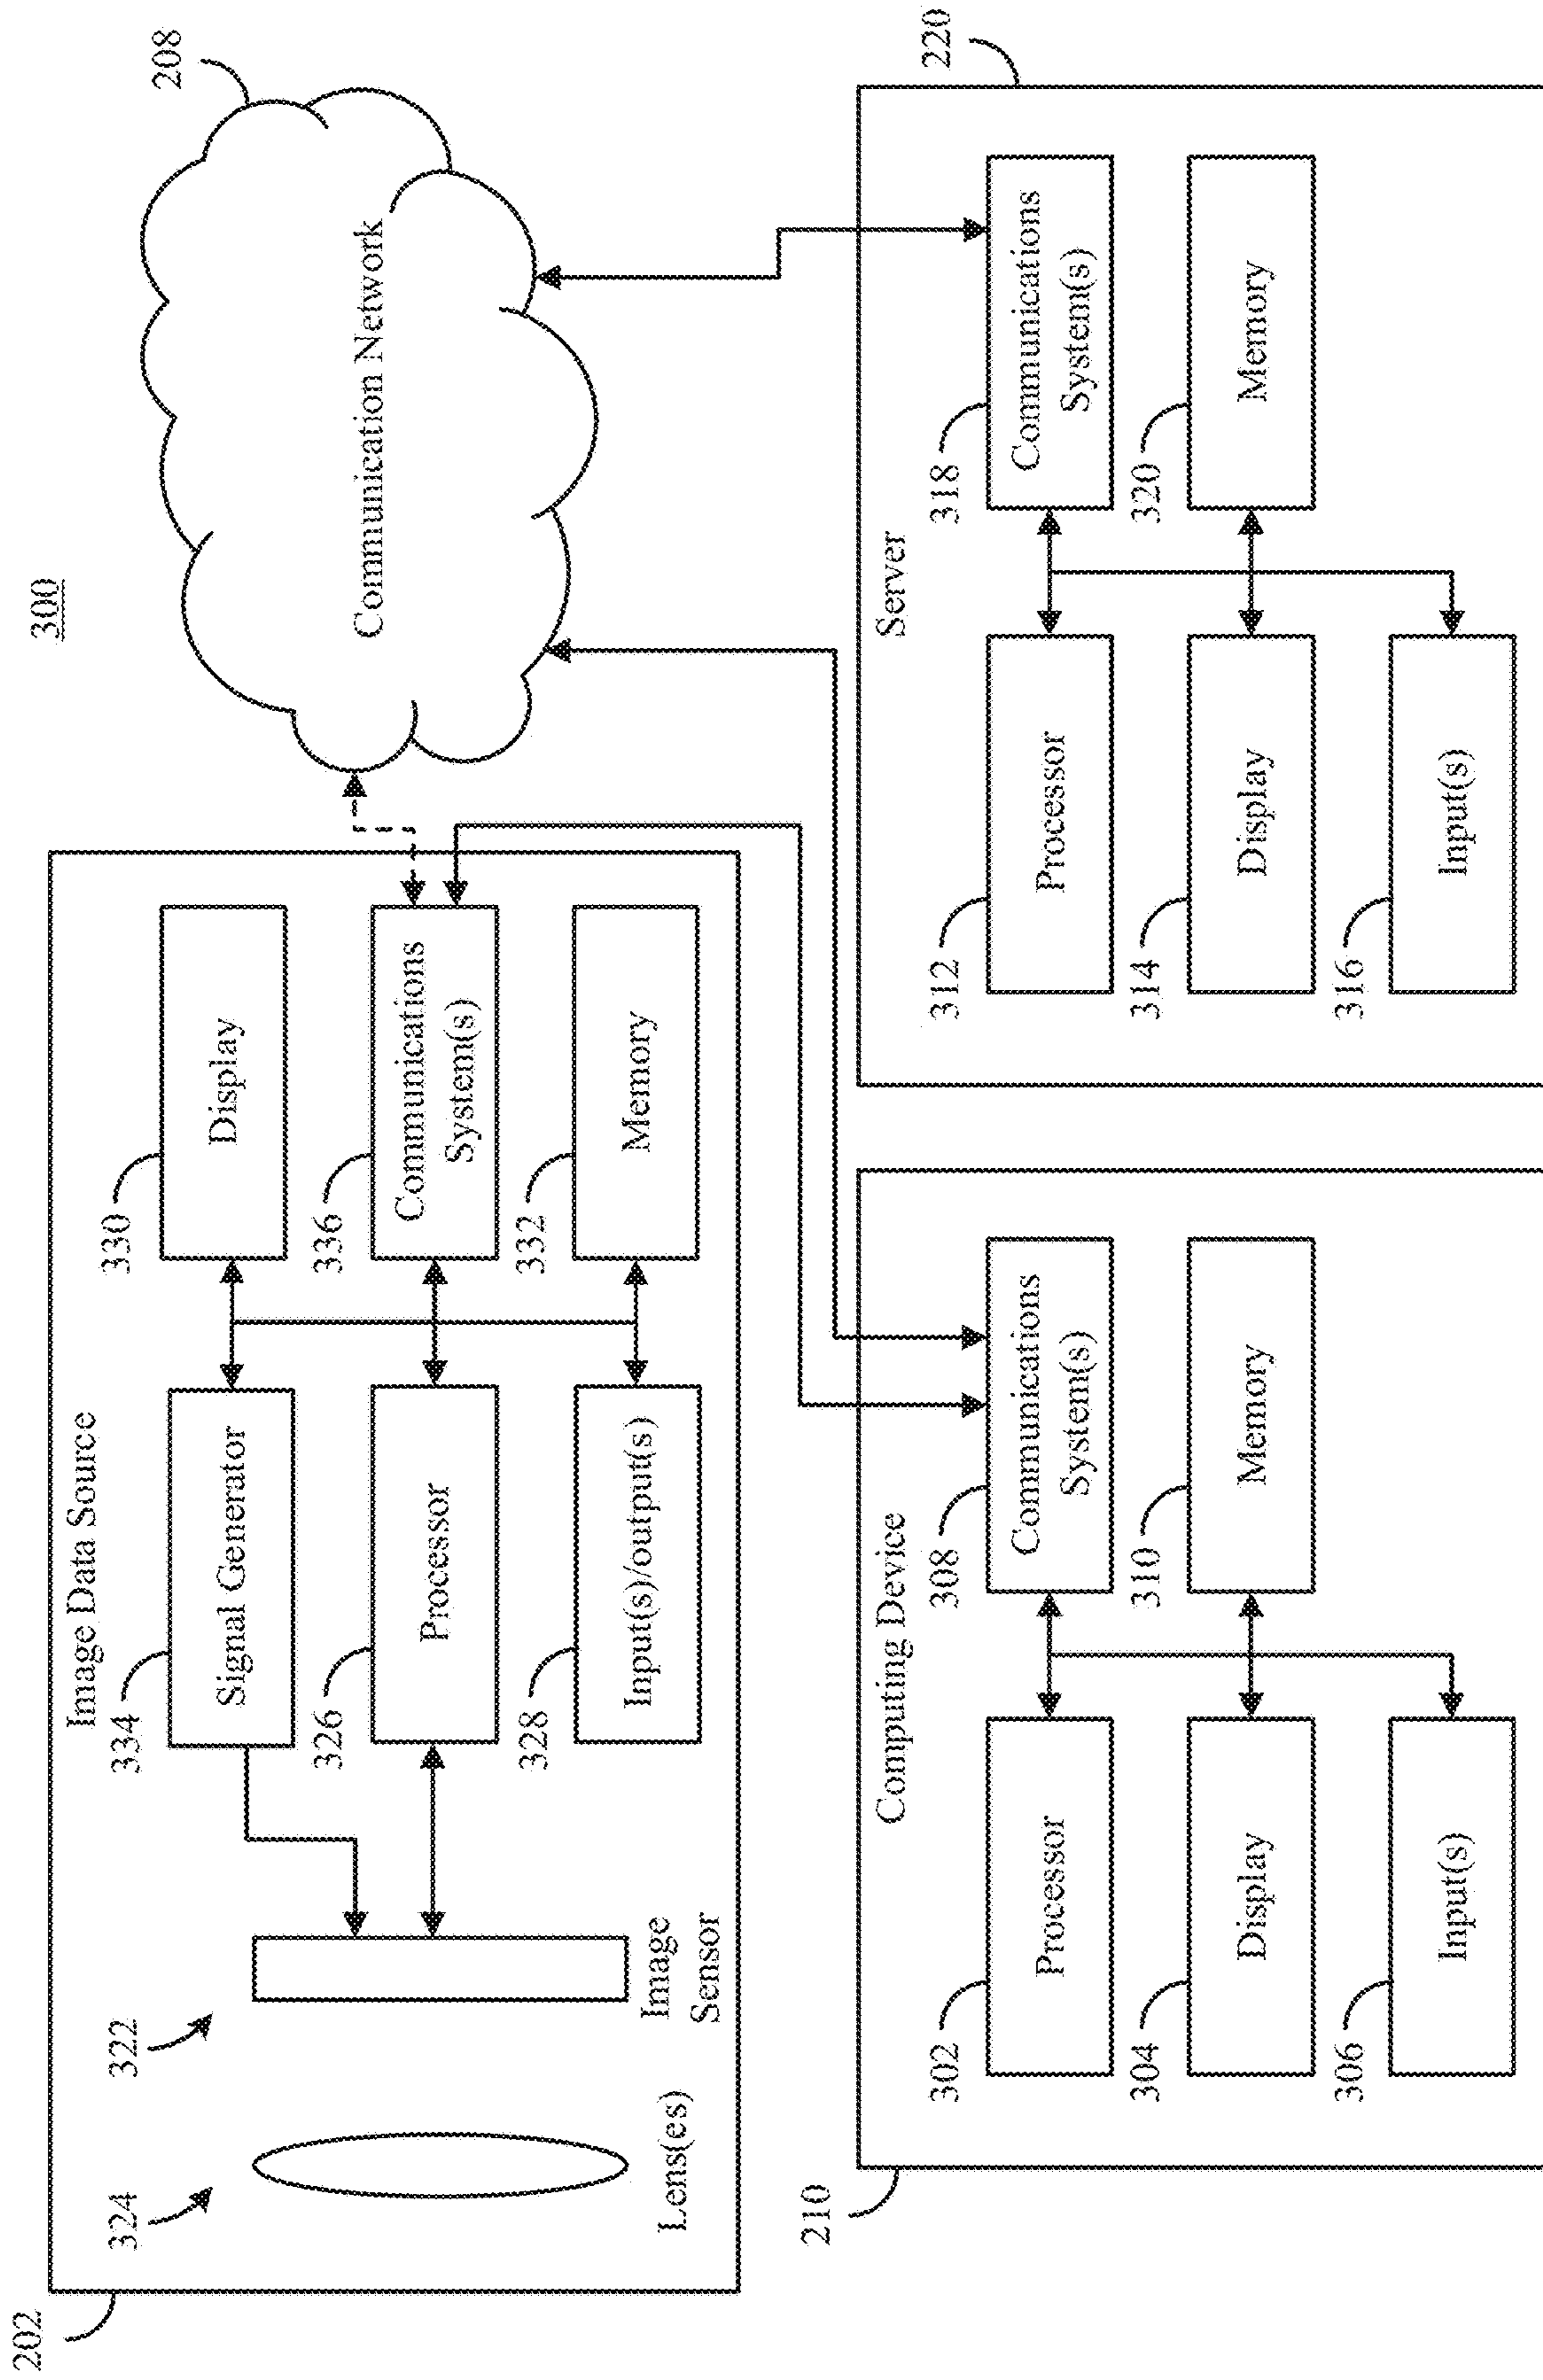 300
202
Image Data Source
324
Lens(es)
322
Image
Sensor
334
Signal Generator
326
Processor
328
Input(s)/output(s)
330
Display
336
Communications
System(s)
332
Memory
208
Communication Network
210
Computing Device
302
Processor
304
Display
306
Input(s)
308
Communications
System(s)
310
Memory
220
Server
312
Processor
314
Display
316
Input(s)
318
Communications
System(s)
320
Memory